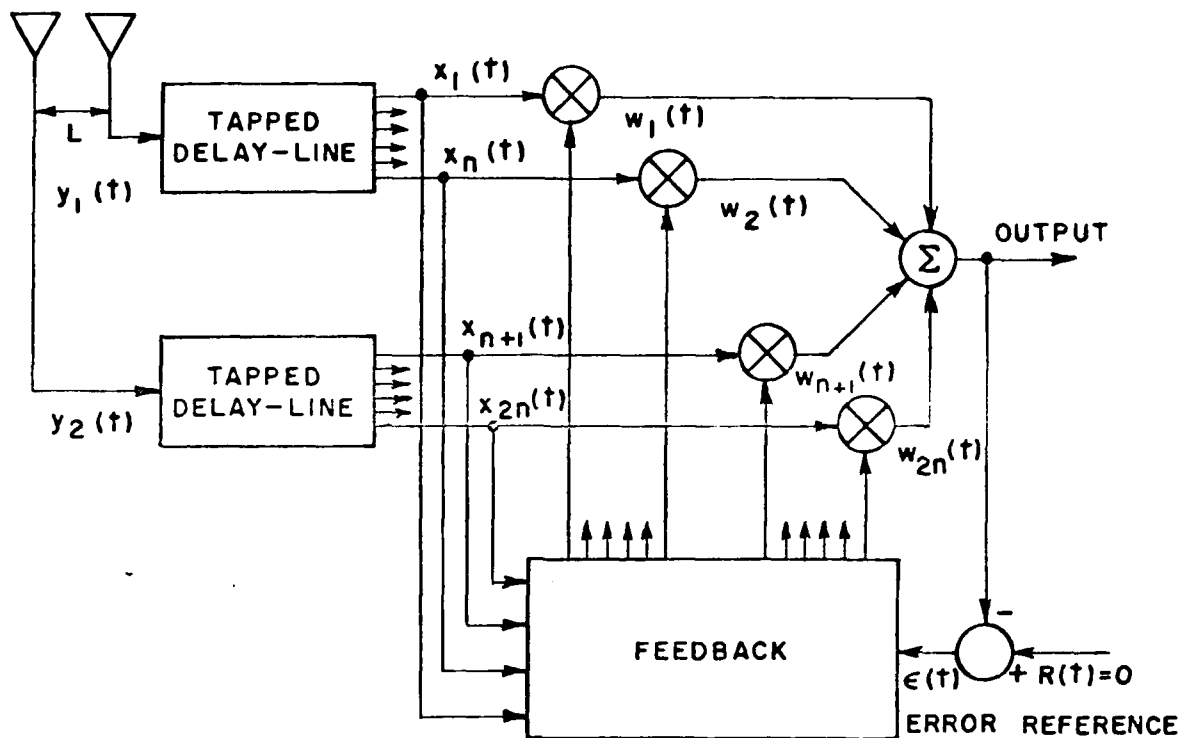 x₁(t)
TAPPED
DELAY-LINE
L
w₁(t)
xₙ(t)
y₁(t)
w₂(t)
OUTPUT
Σ
xₙ₊₁(t)
TAPPED
DELAY-LINE
wₙ₊₁(t)
x₂ₙ(t)
y₂(t)
w₂ₙ(t)
FEEDBACK
−
ϵ(t)
+ R(t)=0
ERROR REFERENCE